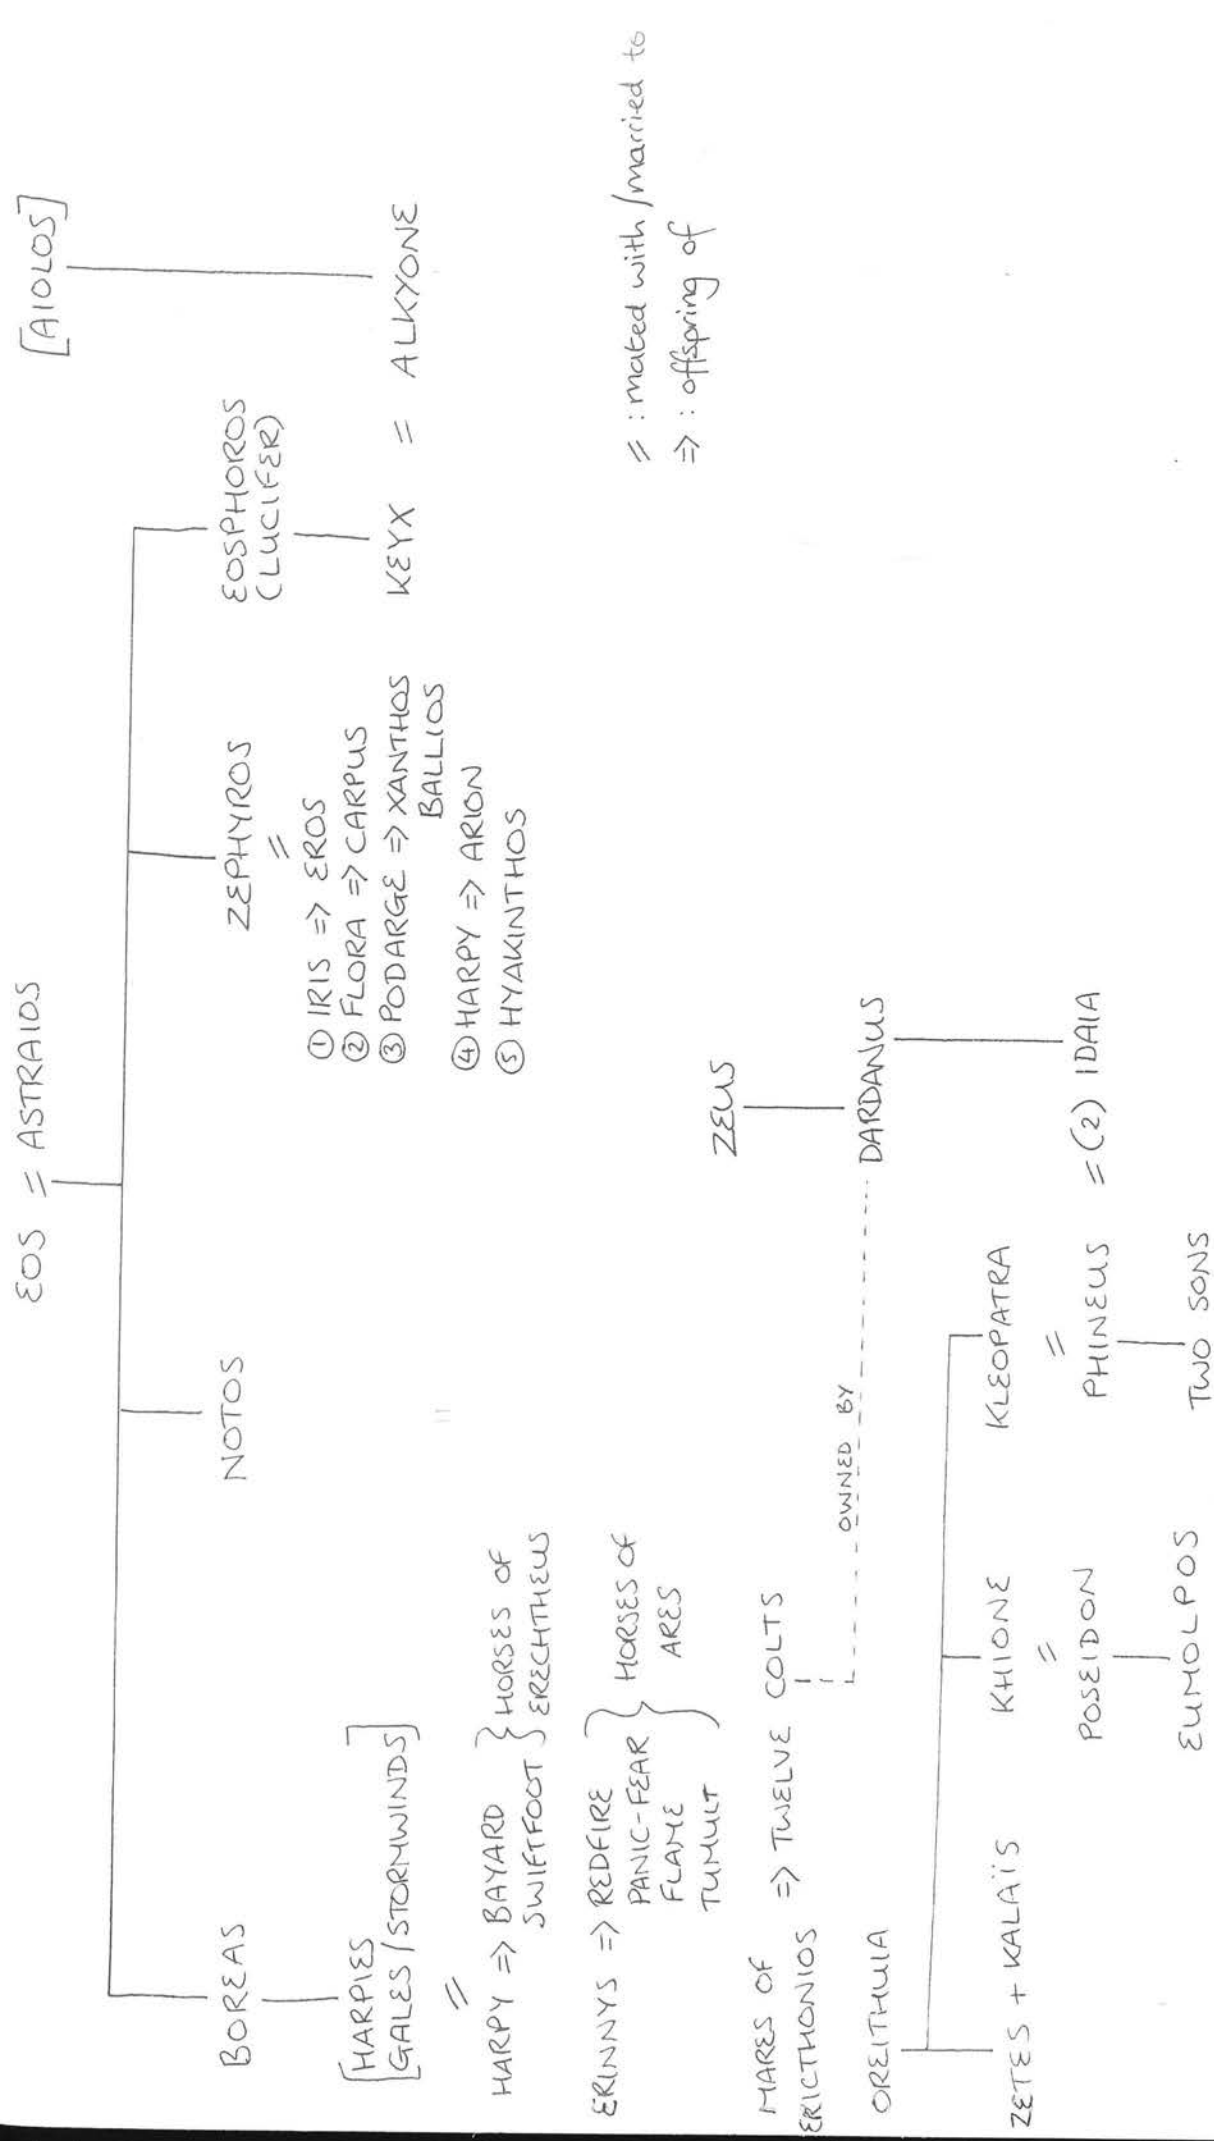 EOS = ASTRAIOS
[AIOLOS]
BOREAS
NOTOS
ZEPHYROS
EOSPHOROS
(LUCIFER)
=
① IRIS => EROS
② FLORA => CARPUS
③ PODARGE => XANTHOS
BALLIOS
④ HARPY => ARION
⑤ HYAKINTHOS
KEYX = ALKYONE
[HARPIES
GALES/STORMWINDS]
=
HARPY => BAYARD
SWIFTFOOT } HORSES OF
ERECHTHEUS
ERINNYS => REDFIRE
PANIC-FEAR
FLAME
TUMULT
} HORSES OF
ARES
= : mated with/married to
=> : offspring of
MARES OF
ERICTHONIOS => TWELVE COLTS
OWNED BY
ZEUS
DARDANUS
OREITHUIA
ZETES + KALAÏS
KHIONE
=
POSEIDON
EUMOLPOS
KLEOPATRA
=
PHINEUS = (2) IDAIA
TWO SONS